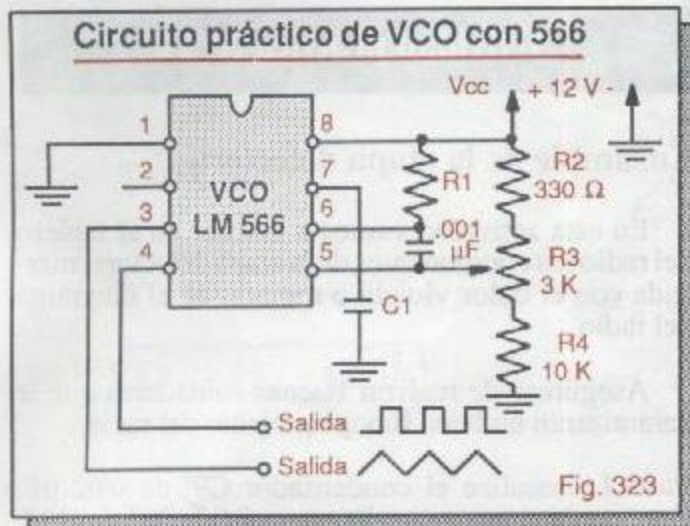 Circuito práctico de VCO con 566
Vcc + 12 V -
1 8
2 7
3 6
4 5
VCO
LM 566
R1
R2
330 Ω
.001
µF
R3
3 K
C1
R4
10 K
Salida
Salida
Fig. 323